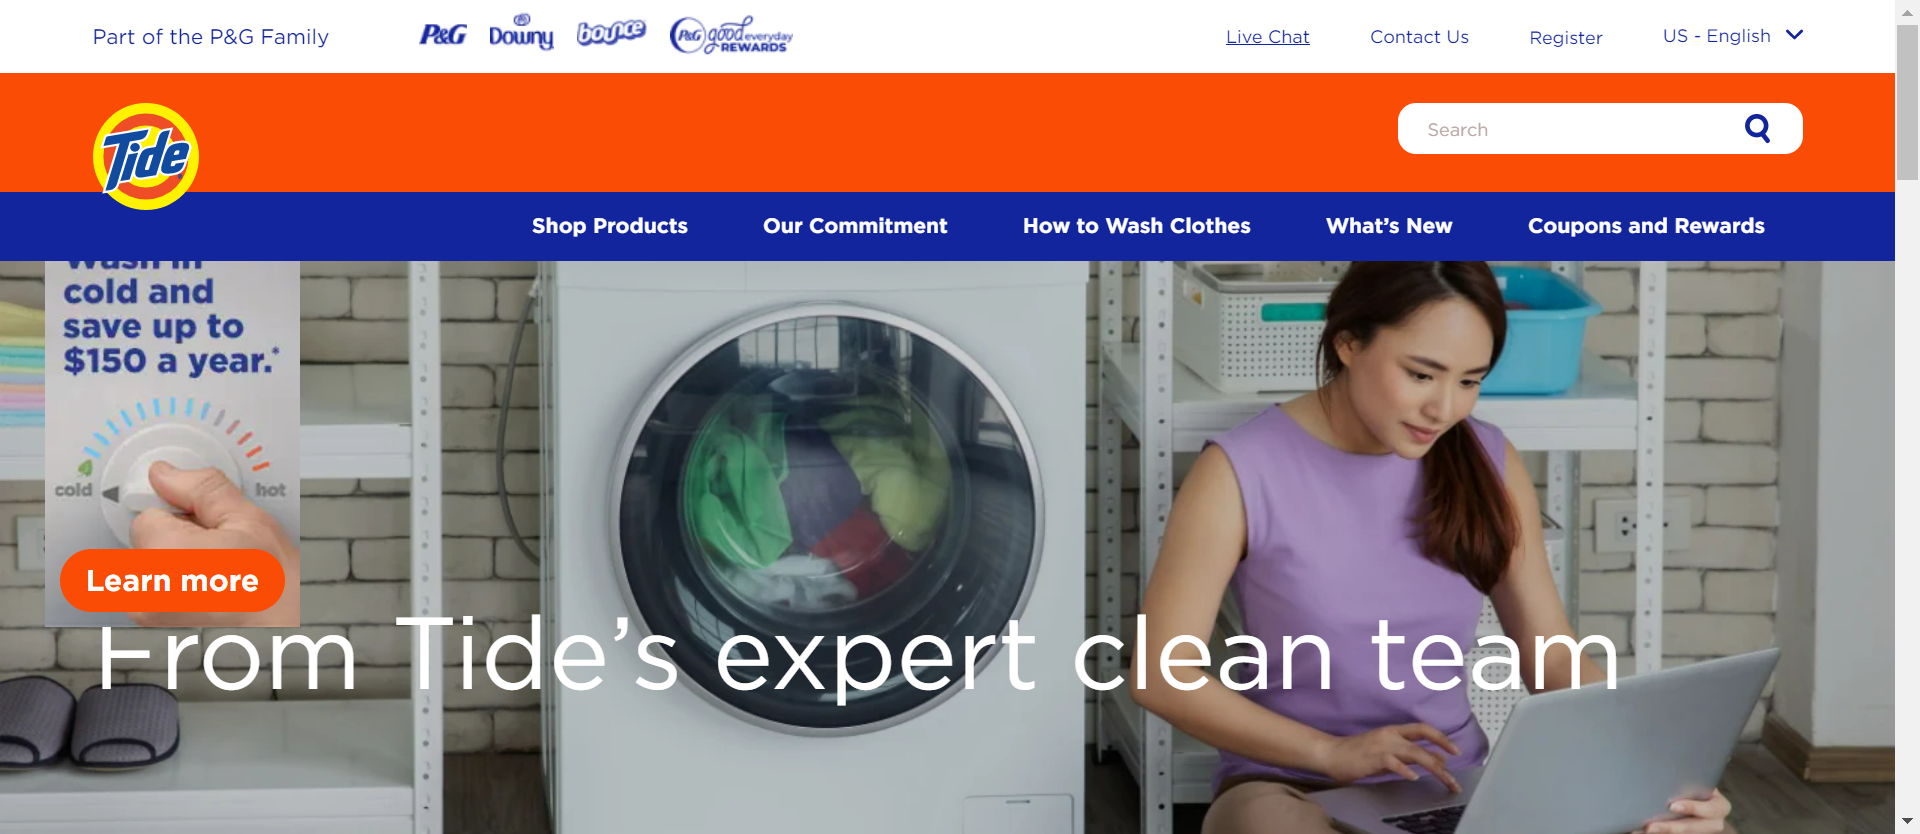 Part of the P&G Family
P&G
Downy
bounce
P&G good everyday REWARDS
Live Chat
Contact Us
Register
US - English
Tide
Search
Shop Products
Our Commitment
How to Wash Clothes
What’s New
Coupons and Rewards
Wash in
cold and
save up to
$150 a year.*
cold
hot
Learn more
From Tide’s expert clean team